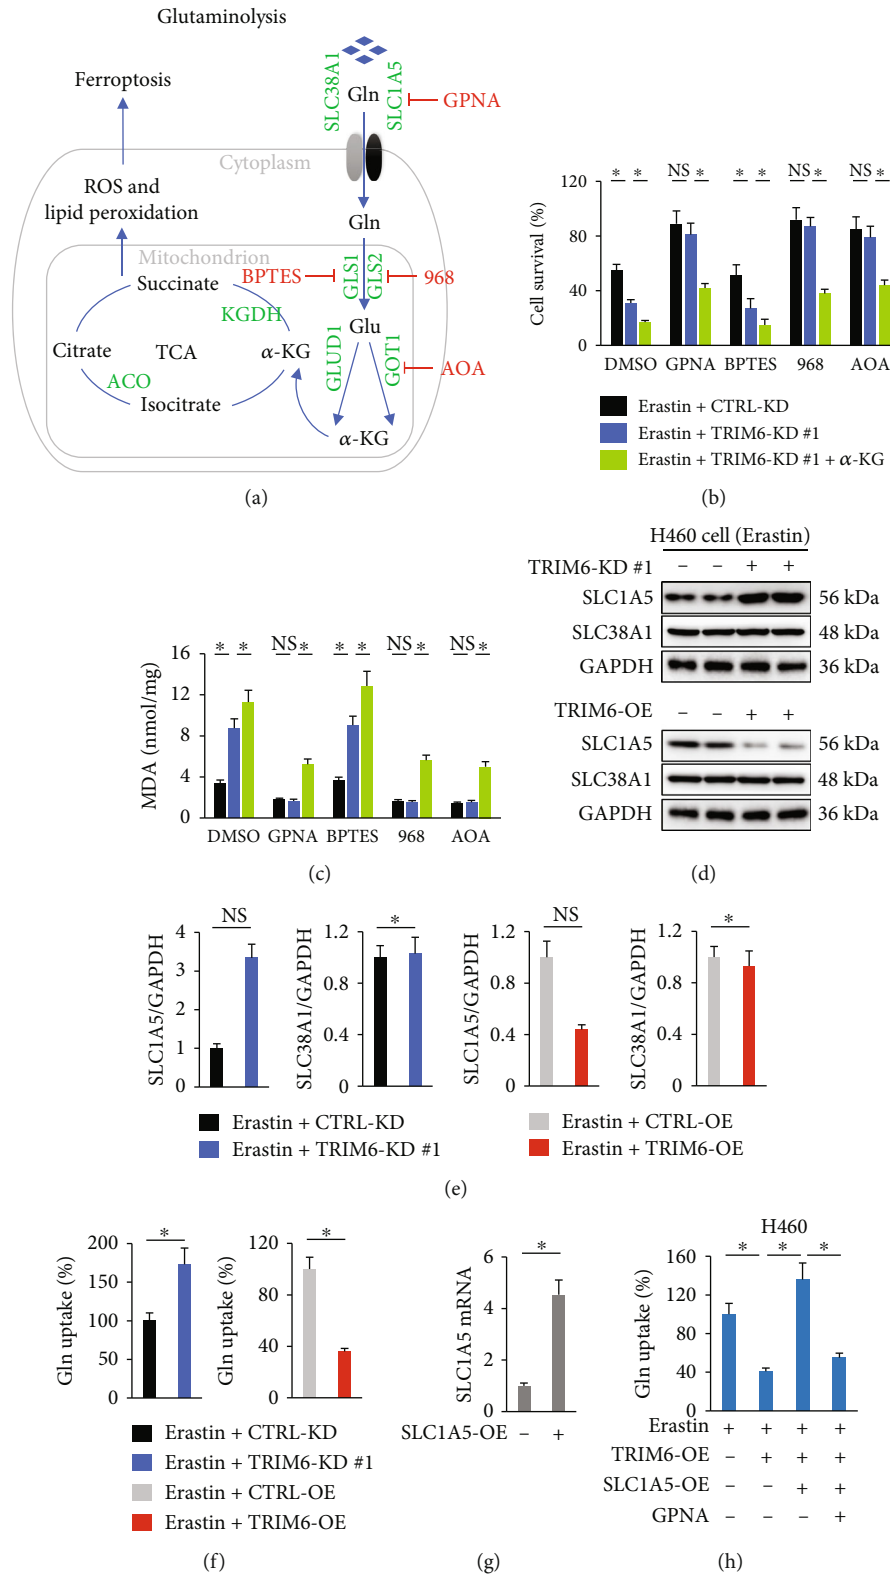 Glutaminolysis
Ferroptosis
SLC38A1
Gln
SLC1A5
GPNA
Cytoplasm
ROS and
lipid peroxidation
Gln
Mitochondrion
Succinate
BPTES
GLS1
GLS2
968
KGDH
Citrate
TCA
α-KG
Glu
GLUD1
GOT1
AOA
ACO
Isocitrate
α-KG
(a)
* * NS * * * NS * NS *
Cell survival (%)
120
80
40
0
DMSO GPNA BPTES 968 AOA
Erastin + CTRL-KD
Erastin + TRIM6-KD #1
Erastin + TRIM6-KD #1 + α-KG
(b)
* * NS * * * NS * NS *
MDA (nmol/mg)
16
12
8
4
0
DMSO GPNA BPTES 968 AOA
(c)
H460 cell (Erastin)
TRIM6-KD #1 − − + +
SLC1A5 56 kDa
SLC38A1 48 kDa
GAPDH 36 kDa
TRIM6-OE − − + +
SLC1A5 56 kDa
SLC38A1 48 kDa
GAPDH 36 kDa
(d)
NS
SLC1A5/GAPDH
4
3
2
1
0
*
SLC38A1/GAPDH
1.2
0.8
0.4
0
NS
SLC1A5/GAPDH
1.2
0.8
0.4
0
*
SLC38A1/GAPDH
1.2
0.8
0.4
0
Erastin + CTRL-KD
Erastin + TRIM6-KD #1
Erastin + CTRL-OE
Erastin + TRIM6-OE
(e)
*
Gln uptake (%)
200
150
100
50
0
*
Gln uptake (%)
120
80
40
0
Erastin + CTRL-KD
Erastin + TRIM6-KD #1
Erastin + CTRL-OE
Erastin + TRIM6-OE
(f)
*
SLC1A5 mRNA
6
4
2
0
SLC1A5-OE − +
(g)
H460
* * *
Gln uptake (%)
160
120
80
40
0
Erastin + + + +
TRIM6-OE − + + +
SLC1A5-OE − − + +
GPNA − − − +
(h)